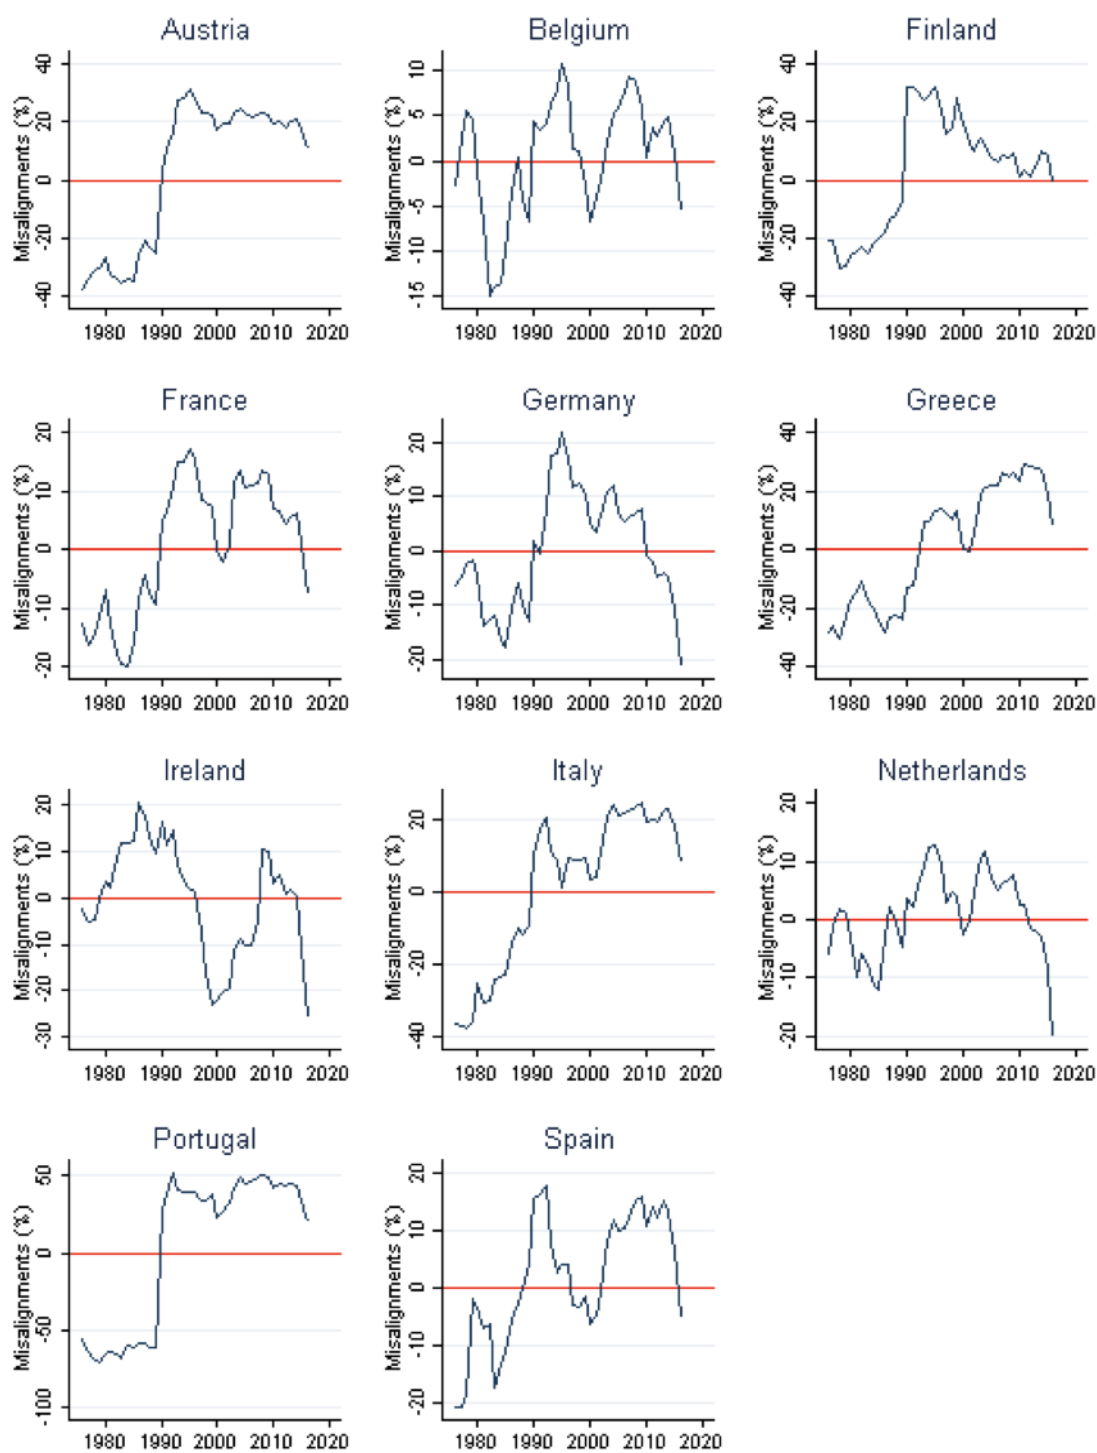 Austria Belgium Finland
Misalignments (%) Misalignments (%) Misalignments (%)
40 20 0 -20 -40
10 5 0 -5 -10 -15
40 20 0 -20 -40
1980 1990 2000 2010 2020 1980 1990 2000 2010 2020 1980 1990 2000 2010 2020
France Germany Greece
Misalignments (%) Misalignments (%) Misalignments (%)
20 10 0 -10 -20
20 10 0 -10 -20
40 20 0 -20 -40
1980 1990 2000 2010 2020 1980 1990 2000 2010 2020 1980 1990 2000 2010 2020
Ireland Italy Netherlands
Misalignments (%) Misalignments (%) Misalignments (%)
20 10 0 -10 -20 -30
20 0 -20 -40
20 10 0 -10 -20
1980 1990 2000 2010 2020 1980 1990 2000 2010 2020 1980 1990 2000 2010 2020
Portugal Spain
Misalignments (%) Misalignments (%)
50 0 -50 -100
20 10 0 -10 -20
1980 1990 2000 2010 2020 1980 1990 2000 2010 2020